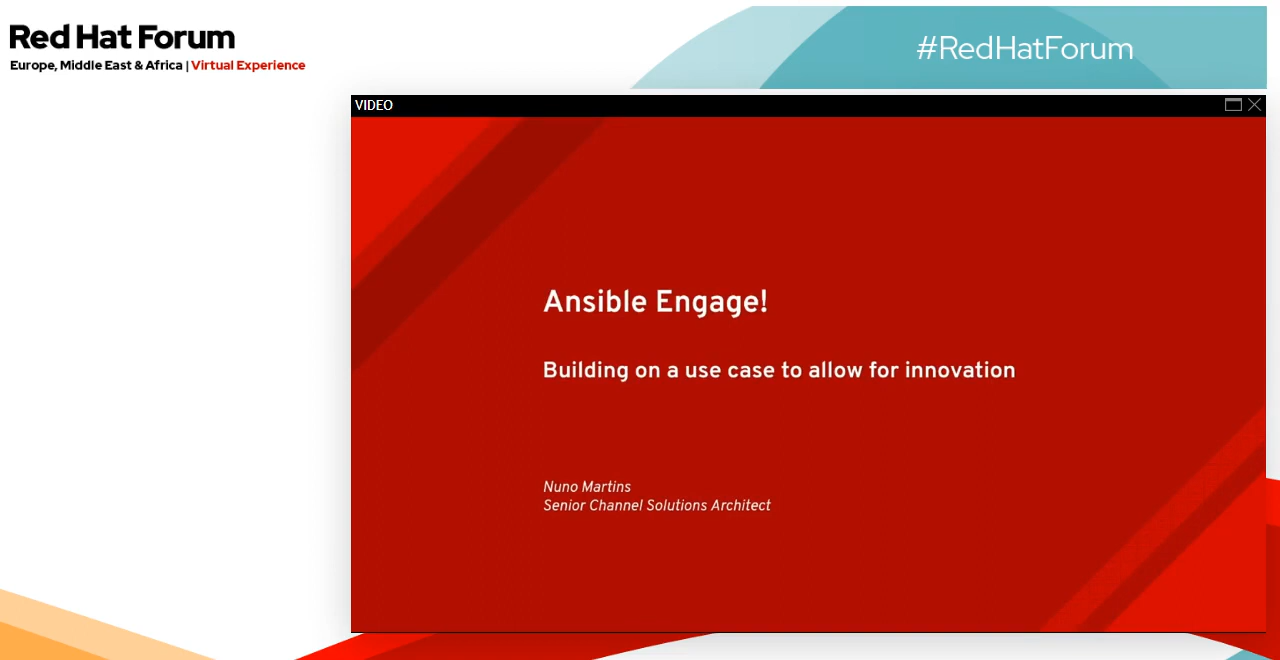 Red Hat Forum
Europe, Middle East & Africa | Virtual Experience
#RedHatForum
VIDEO
Ansible Engage!
Building on a use case to allow for innovation
Nuno Martins
Senior Channel Solutions Architect